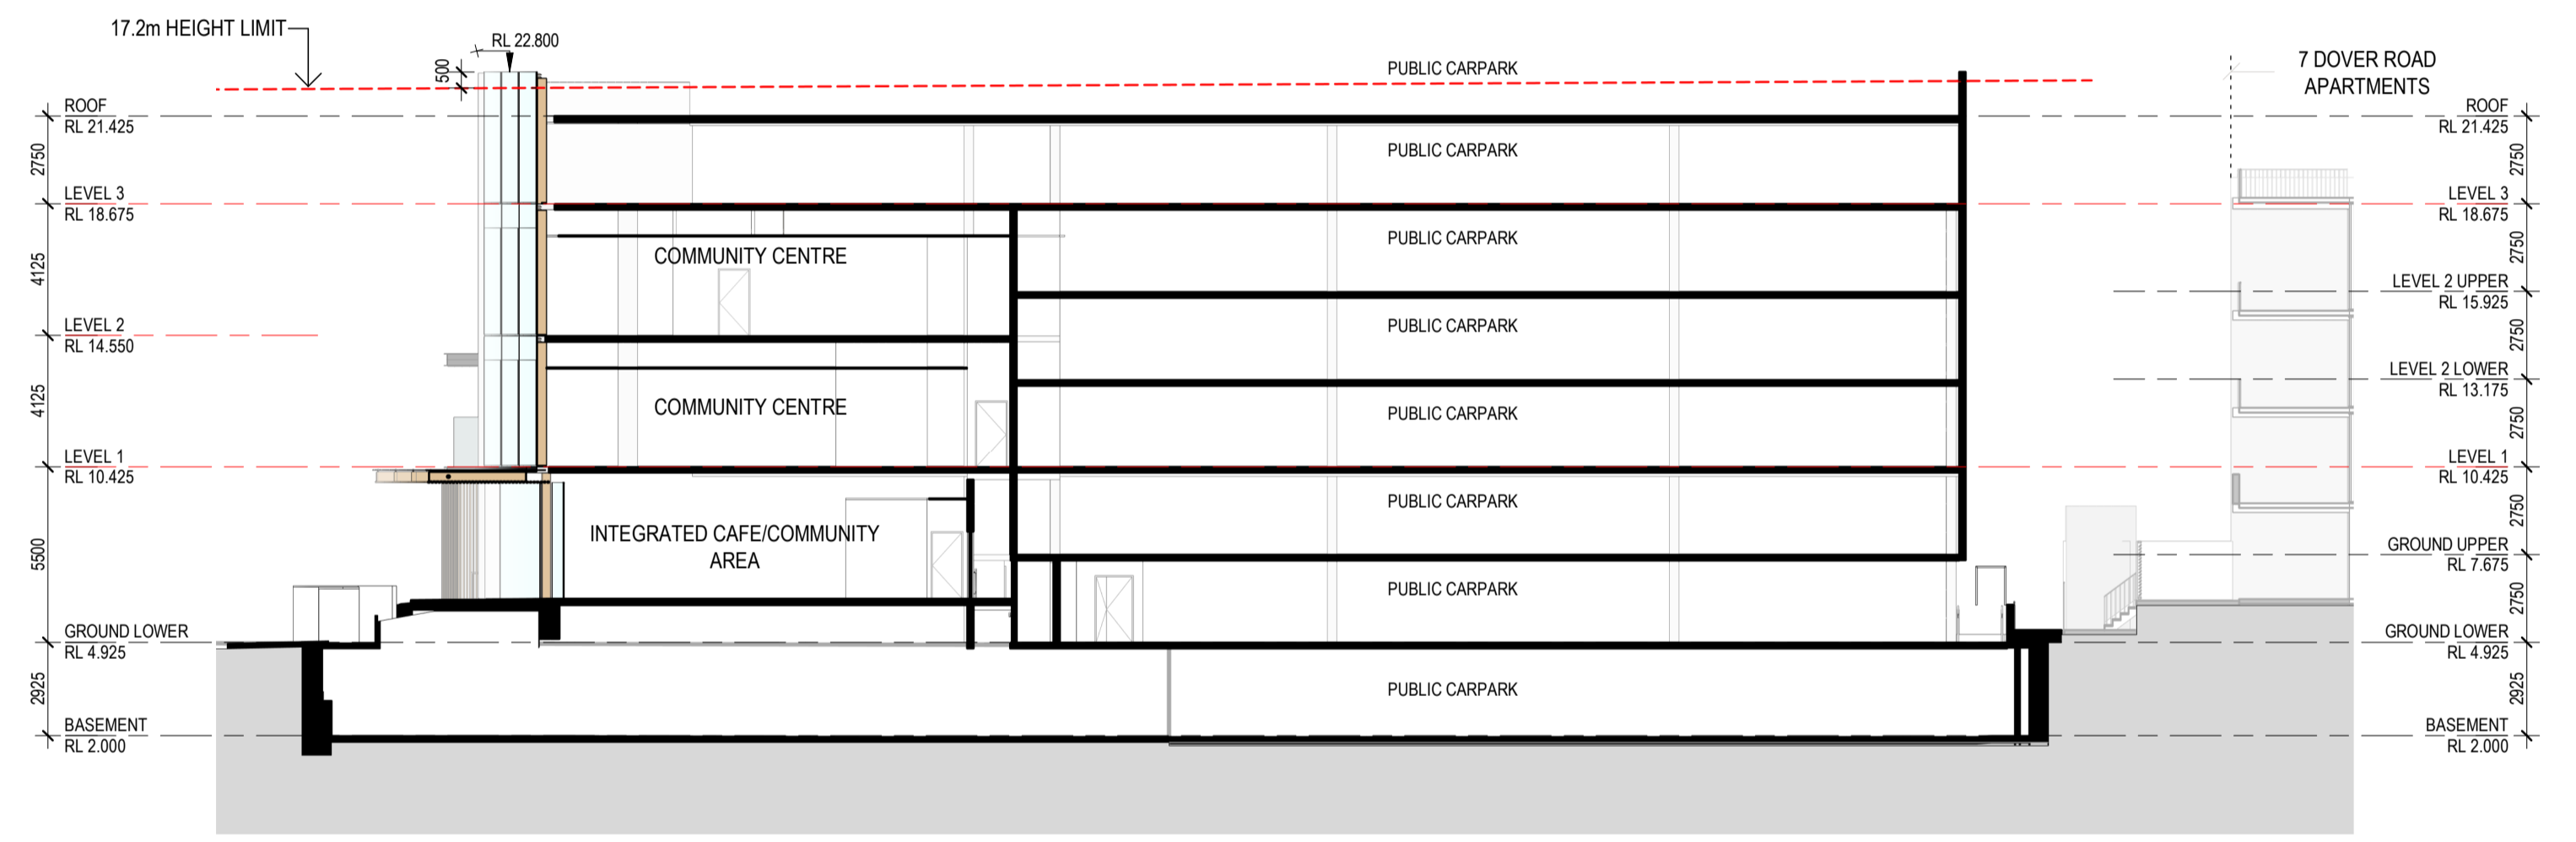 17.2m HEIGHT LIMIT
RL 22.800
500
PUBLIC CARPARK
7 DOVER ROAD
APARTMENTS
ROOF
RL 21.425
ROOF
RL 21.425
2750
PUBLIC CARPARK
2750
LEVEL 3
RL 18.675
LEVEL 3
RL 18.675
4125
COMMUNITY CENTRE
PUBLIC CARPARK
2750
LEVEL 2 UPPER
RL 15.925
LEVEL 2
RL 14.550
PUBLIC CARPARK
2750
LEVEL 2 LOWER
RL 13.175
4125
COMMUNITY CENTRE
PUBLIC CARPARK
2750
LEVEL 1
RL 10.425
LEVEL 1
RL 10.425
5500
INTEGRATED CAFE/COMMUNITY
AREA
PUBLIC CARPARK
2750
GROUND UPPER
RL 7.675
PUBLIC CARPARK
2750
GROUND LOWER
RL 4.925
GROUND LOWER
RL 4.925
2925
PUBLIC CARPARK
2925
BASEMENT
RL 2.000
BASEMENT
RL 2.000